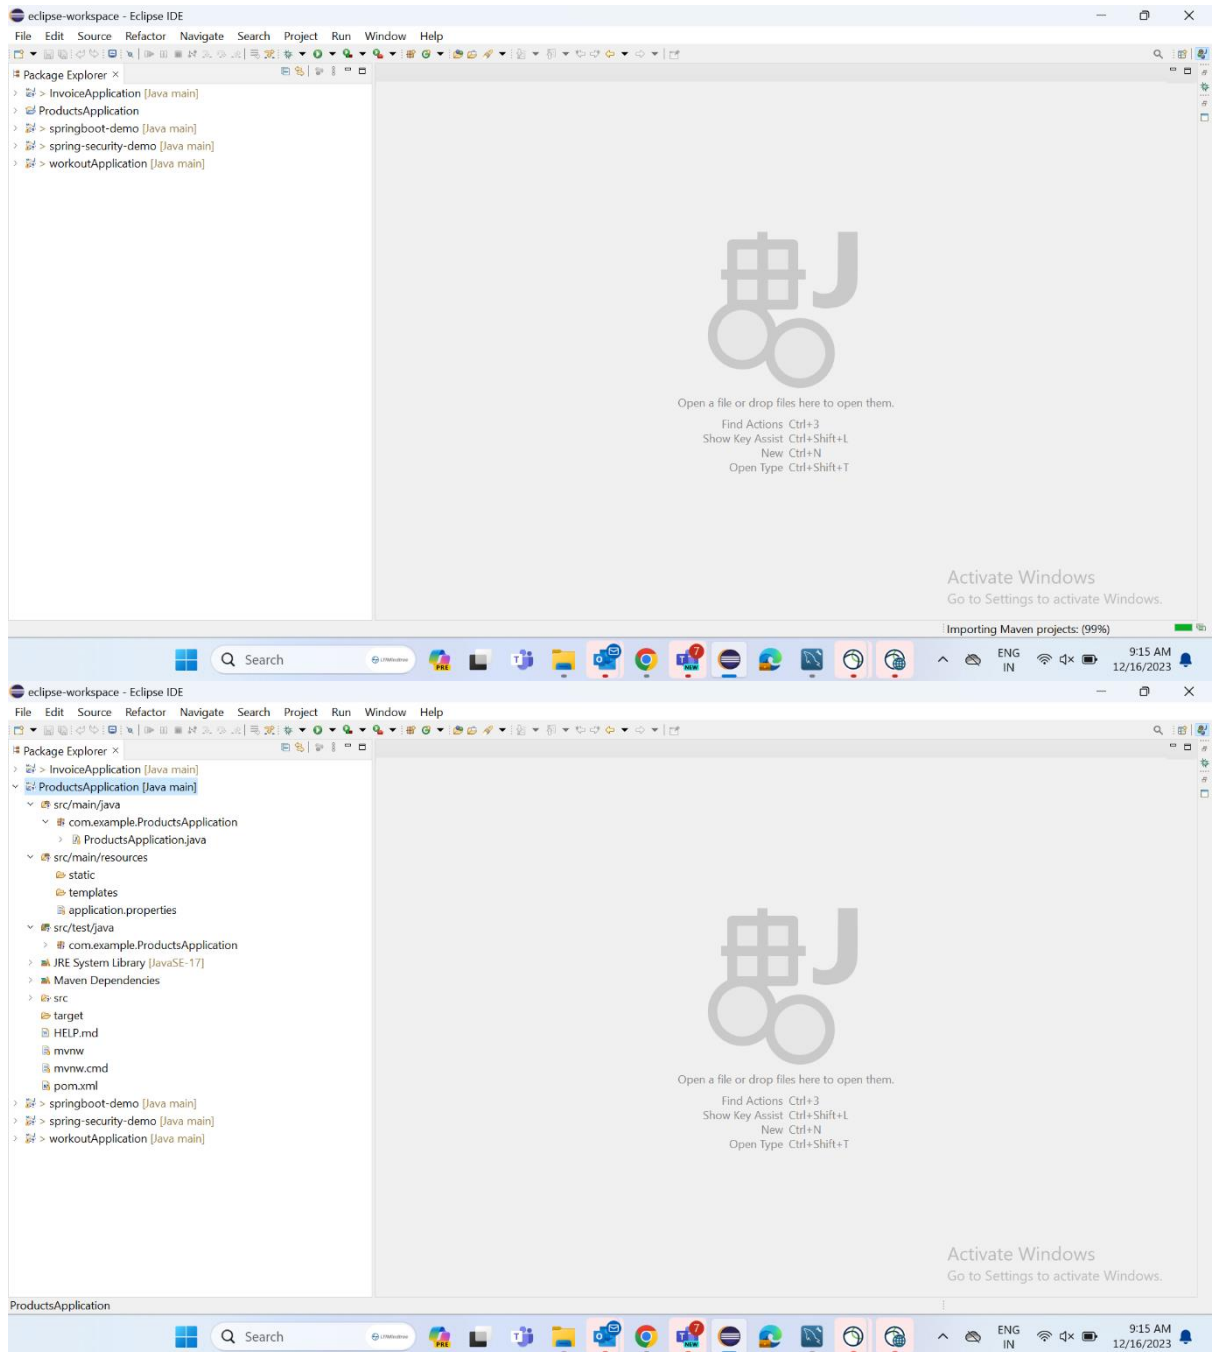 eclipse-workspace - Eclipse IDE
File Edit Source Refactor Navigate Search Project Run Window Help
Package Explorer ×
> InvoiceApplication [Java main]
ProductsApplication
> springboot-demo [Java main]
> spring-security-demo [Java main]
> workoutApplication [Java main]
Open a file or drop files here to open them.
Find Actions Ctrl+3
Show Key Assist Ctrl+Shift+L
New Ctrl+N
Open Type Ctrl+Shift+T
Activate Windows
Go to Settings to activate Windows.
Importing Maven projects: (99%)
Search
PRE
7
NEW
ENG
IN
9:15 AM
12/16/2023
eclipse-workspace - Eclipse IDE
File Edit Source Refactor Navigate Search Project Run Window Help
Package Explorer ×
> InvoiceApplication [Java main]
ProductsApplication [Java main]
src/main/java
com.example.ProductsApplication
ProductsApplication.java
src/main/resources
static
templates
application.properties
src/test/java
com.example.ProductsApplication
JRE System Library [JavaSE-17]
Maven Dependencies
src
target
HELP.md
mvnw
mvnw.cmd
pom.xml
> springboot-demo [Java main]
> spring-security-demo [Java main]
> workoutApplication [Java main]
Open a file or drop files here to open them.
Find Actions Ctrl+3
Show Key Assist Ctrl+Shift+L
New Ctrl+N
Open Type Ctrl+Shift+T
Activate Windows
Go to Settings to activate Windows.
ProductsApplication
Search
PRE
7
NEW
ENG
IN
9:15 AM
12/16/2023